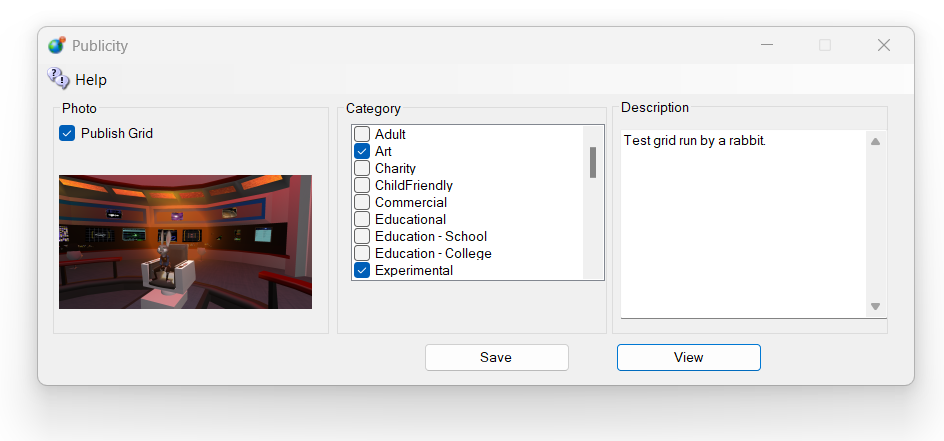 Publicity
Help
Photo
Publish Grid
Category
Adult
Art
Charity
ChildFriendly
Commercial
Educational
Education - School
Education - College
Experimental
Description
Test grid run by a rabbit.
Save
View